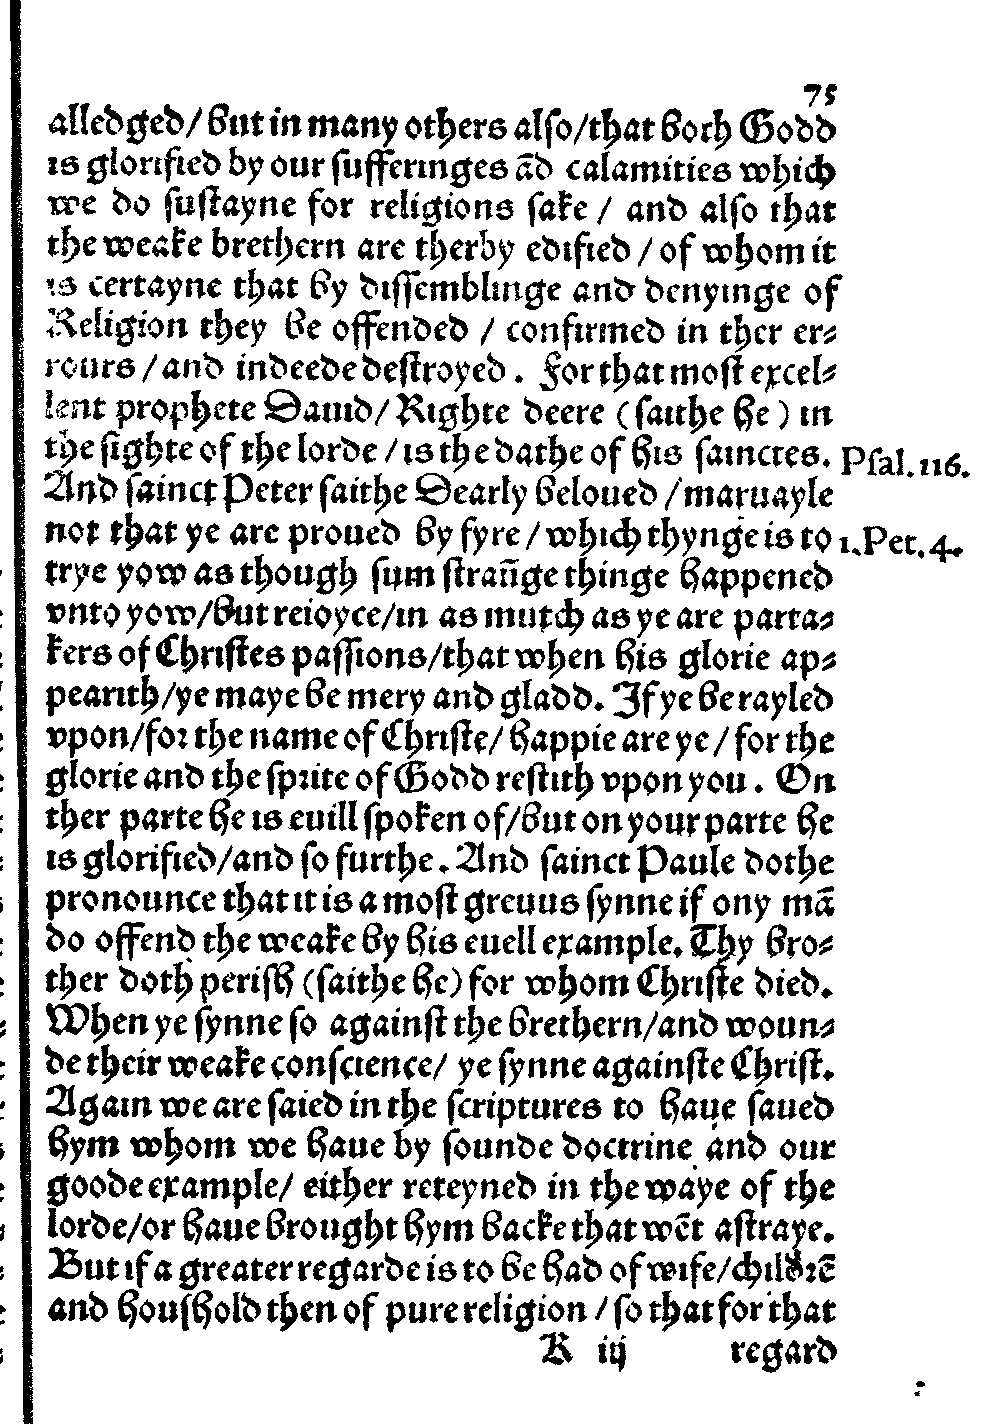 75
alledged/but in many others also/that both Godd
is glorified by our sufferinges ād calamities which
we do sustayne for religions sake / and also that
the weake brethern are therby edified / of whom it
is certayne that by dissemblinge and denyinge of
Religion they be offended / confirmed in ther er-
rours / and indeede destroyed. For that most excel-
lent prophete Dauid/ Righte deere (saithe he) in
the sighte of the lorde / is the dathe of his sainctes. Psal.116.
And sainct Peter saithe Dearly beloued /maruayle
not that ye are proued by fyre / which thynge is to 1.Pet.4.
trye yow as though sum strañge thinge happened
vnto yow/but reioyce/in as mutch as ye are parta-
kers of Christes passions/that when his glorie ap-
pearith/ye maye be mery and gladd. If ye be rayled
vpon/for the name of Christe/ happie are ye / for the
glorie and the sprite of Godd restith vpon you. On
ther parte he is euill spoken of/but on your parte he
is glorified/and so furthe. And sainct Paule dothe
pronounce that it is a most greuus synne if ony mā
do offend the weake by his euell example. Thy bro-
ther doth perish (saithe he) for whom Christe died.
When ye synne so against the brethern/and woun-
de their weake conscience/ ye synne againste Christ.
Again we are saied in the scriptures to haue saued
hym whom we haue by sounde doctrine and our
goode example/ either reteyned in the waye of the
lorde/or haue brought hym backe that wēt astraye.
But if a greater regarde is to be had of wife/childrē
and houshold then of pure religion / so that for that
K iij regard